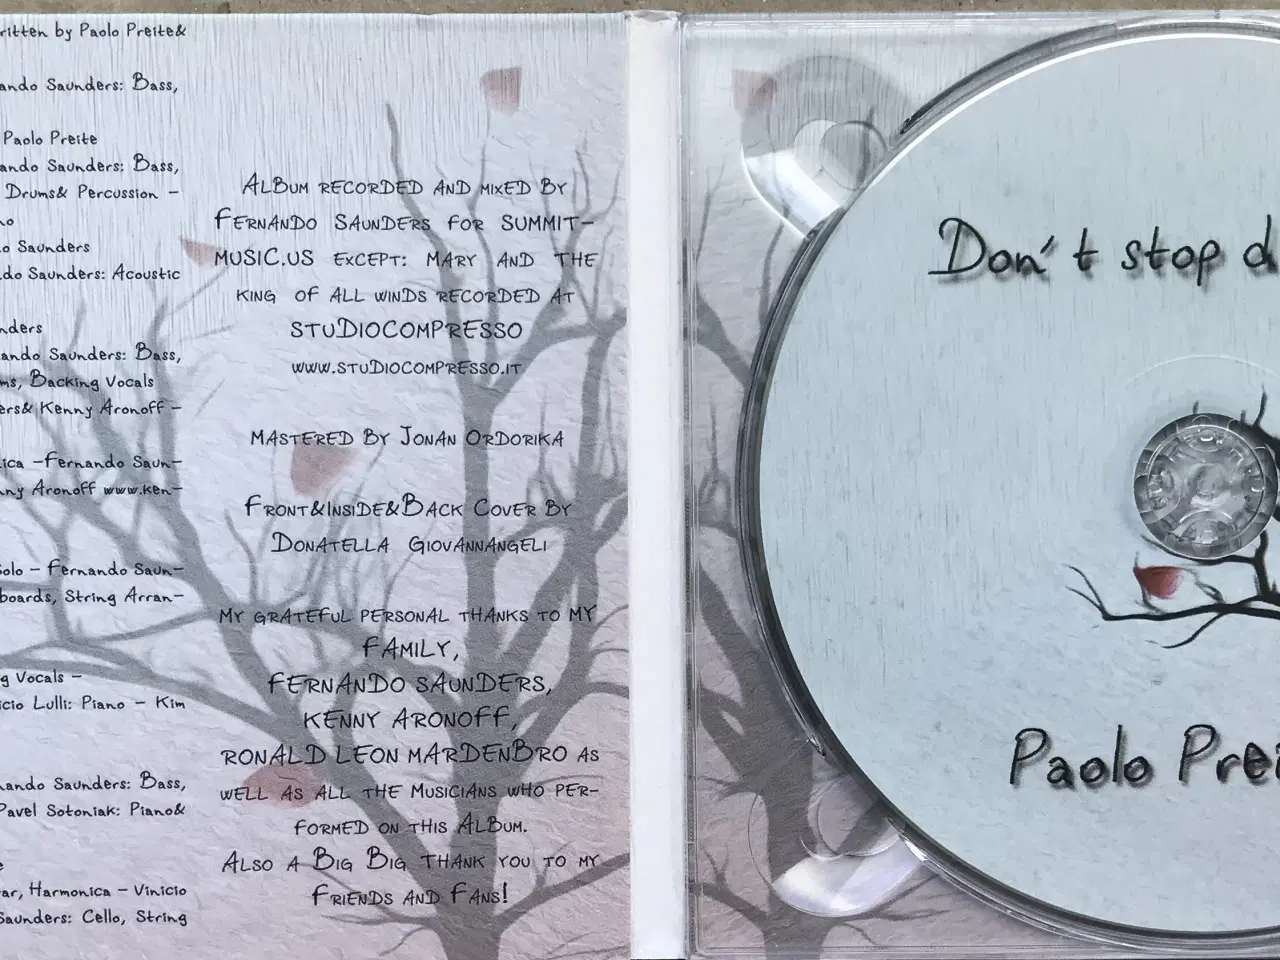 ritten by Paolo Preite&
ando Saunders: Bass,
Paolo Preite
ando Saunders: Bass,
Drums& Percussion –
no
o Saunders
do Saunders: Acoustic
nders
ando Saunders: Bass,
ms, Backing Vocals
ers& Kenny Aronoff –
ica –Fernando Saun–
nny Aronoff www.ken–
Solo – Fernando Saun–
boards, String Arran–
g Vocals –
icio Lulli: Piano – Kim
nando Saunders: Bass,
Pavel Sotoniak: Piano&
e
ar, Harmonica – Vinicio
Saunders: Cello, String
Album recorded and mixed by
Fernando Saunders for summit–
music.us except: Mary and the
king of all winds recorded at
studiocompresso
www.studiocompresso.it
mastered by Jonan Ordorika
Front&Inside&Back Cover By
Donatella Giovannangeli
My grateful personal thanks to my
family,
fernando saunders,
kenny aronoff,
ronald leon mardenbro as
well as all the musicians who per–
formed on this Album.
Also a Big Big thank you to my
Friends and Fans!
Don't stop d
Paolo Prei